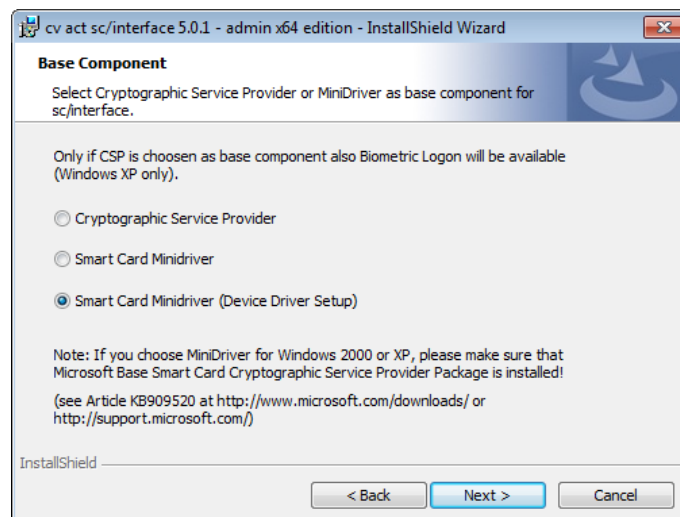 cv act sc/interface 5.0.1 - admin x64 edition - InstallShield Wizard
Base Component
Select Cryptographic Service Provider or MiniDriver as base component for
sc/interface.
Only if CSP is choosen as base component also Biometric Logon will be available
(Windows XP only).
Cryptographic Service Provider
Smart Card Minidriver
Smart Card Minidriver (Device Driver Setup)
Note: If you choose MiniDriver for Windows 2000 or XP, please make sure that
Microsoft Base Smart Card Cryptographic Service Provider Package is installed!
(see Article KB909520 at http://www.microsoft.com/downloads/ or
http://support.microsoft.com/)
InstallShield
< Back
Next >
Cancel